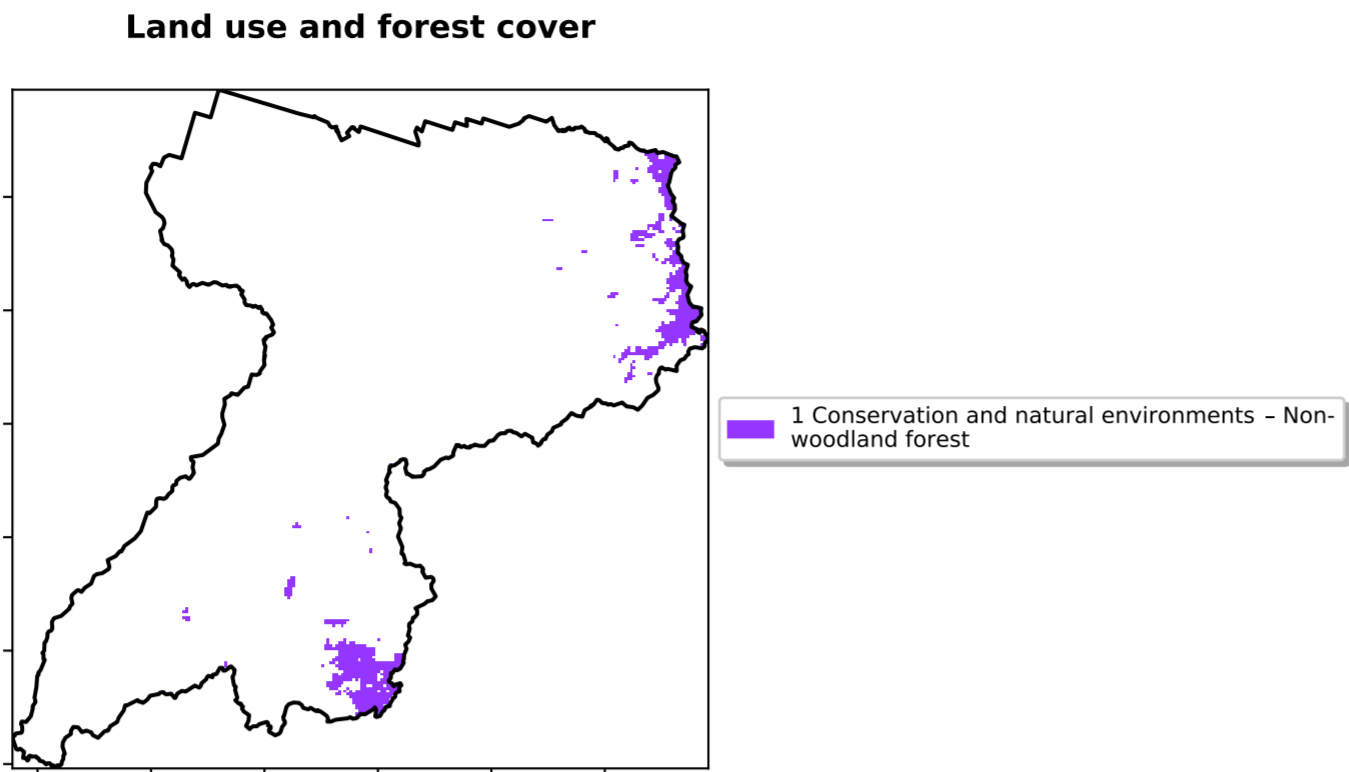 Land use and forest cover
1 Conservation and natural environments – Non-
woodland forest